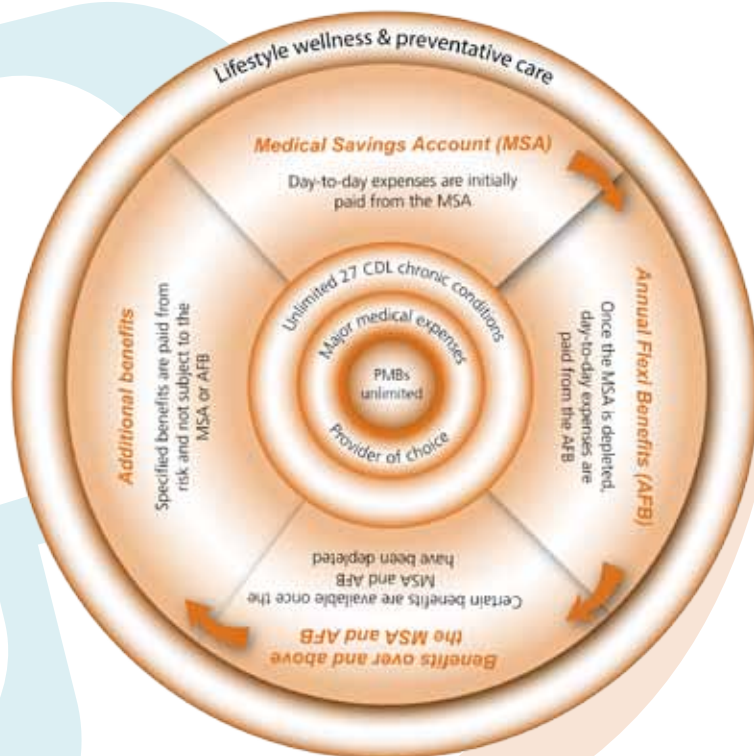 Lifestyle wellness & preventative care
Medical Savings Account (MSA)
Day-to-day expenses are initially
paid from the MSA
Annual Flexi Benefits (AFB)
Once the MSA is depleted,
day-to-day expenses are
paid from the AFB
Benefits over and above
the MSA and AFB
Certain benefits are available once the
MSA and AFB
have been depleted
Additional benefits
Specified benefits are paid from
risk and not subject to the
MSA or AFB
Unlimited 27 CDL chronic conditions
Major medical expenses
PMBs
unlimited
Provider of choice